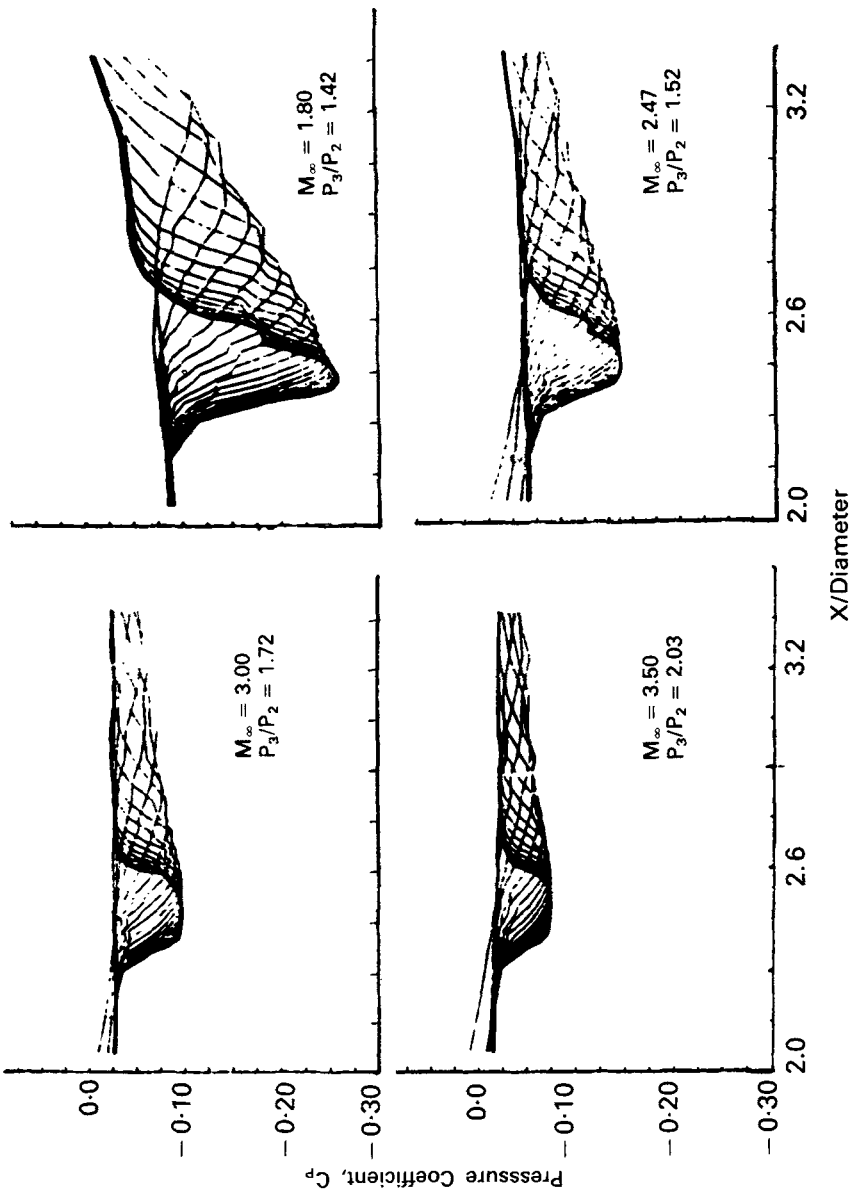 0·0
− 0·10
− 0·20
− 0·30
M∞ = 3.00
P₃/P₂ = 1.72
M∞ = 1.80
P₃/P₂ = 1.42
0·0
− 0·10
− 0·20
− 0·30
M∞ = 3.50
P₃/P₂ = 2.03
M∞ = 2.47
P₃/P₂ = 1.52
2.0 2.6 3.2
2.0 2.6 3.2
X/Diameter
Presssure Coefficient, Cₚ